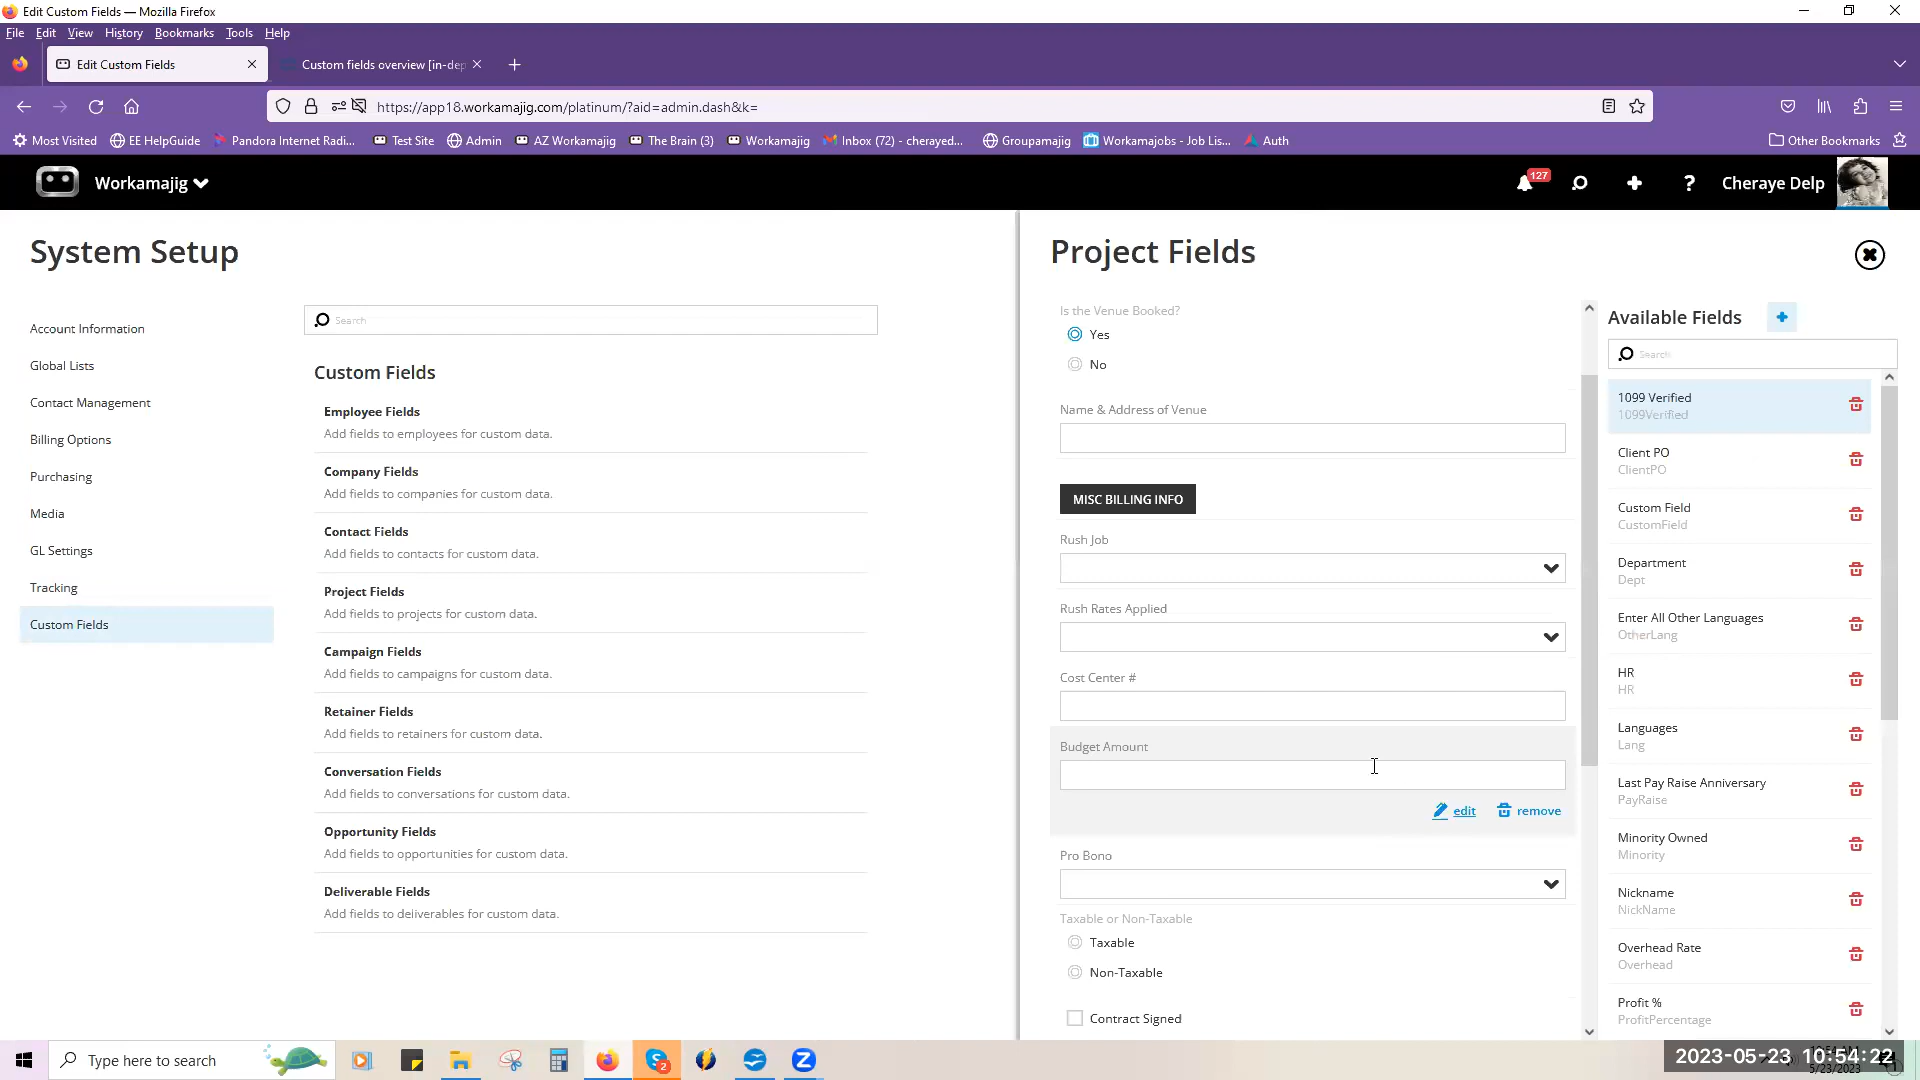 Edit Custom Fields — Mozilla Firefox
File Edit View History Bookmarks Tools Help
Edit Custom Fields
Custom fields overview [in-dep
https://app18.workamajig.com/platinum/?aid=admin.dash&k=
Most Visited EE HelpGuide Pandora Internet Radi... Test Site Admin AZ Workamajig The Brain (3) Workamajig Inbox (72) - cherayed... Groupamajig Workamajobs - Job Lis... Auth Other Bookmarks
Workamajig 127 ? Cheraye Delp
System Setup
Account Information
Global Lists
Contact Management
Billing Options
Purchasing
Media
GL Settings
Tracking
Custom Fields
Search
Custom Fields
Employee Fields
Add fields to employees for custom data.
Company Fields
Add fields to companies for custom data.
Contact Fields
Add fields to contacts for custom data.
Project Fields
Add fields to projects for custom data.
Campaign Fields
Add fields to campaigns for custom data.
Retainer Fields
Add fields to retainers for custom data.
Conversation Fields
Add fields to conversations for custom data.
Opportunity Fields
Add fields to opportunities for custom data.
Deliverable Fields
Add fields to deliverables for custom data.
Project Fields
Is the Venue Booked?
Yes
No
Name & Address of Venue
MISC BILLING INFO
Rush Job
Rush Rates Applied
Cost Center #
Budget Amount
edit remove
Pro Bono
Taxable or Non-Taxable
Taxable
Non-Taxable
Contract Signed
Available Fields
Search
1099 Verified
1099Verified
Client PO
ClientPO
Custom Field
CustomField
Department
Dept
Enter All Other Languages
OtherLang
HR
HR
Languages
Lang
Last Pay Raise Anniversary
PayRaise
Minority Owned
Minority
Nickname
NickName
Overhead Rate
Overhead
Profit %
ProfitPercentage
Type here to search
2
2023-05-23 10:54:22
5/23/2023